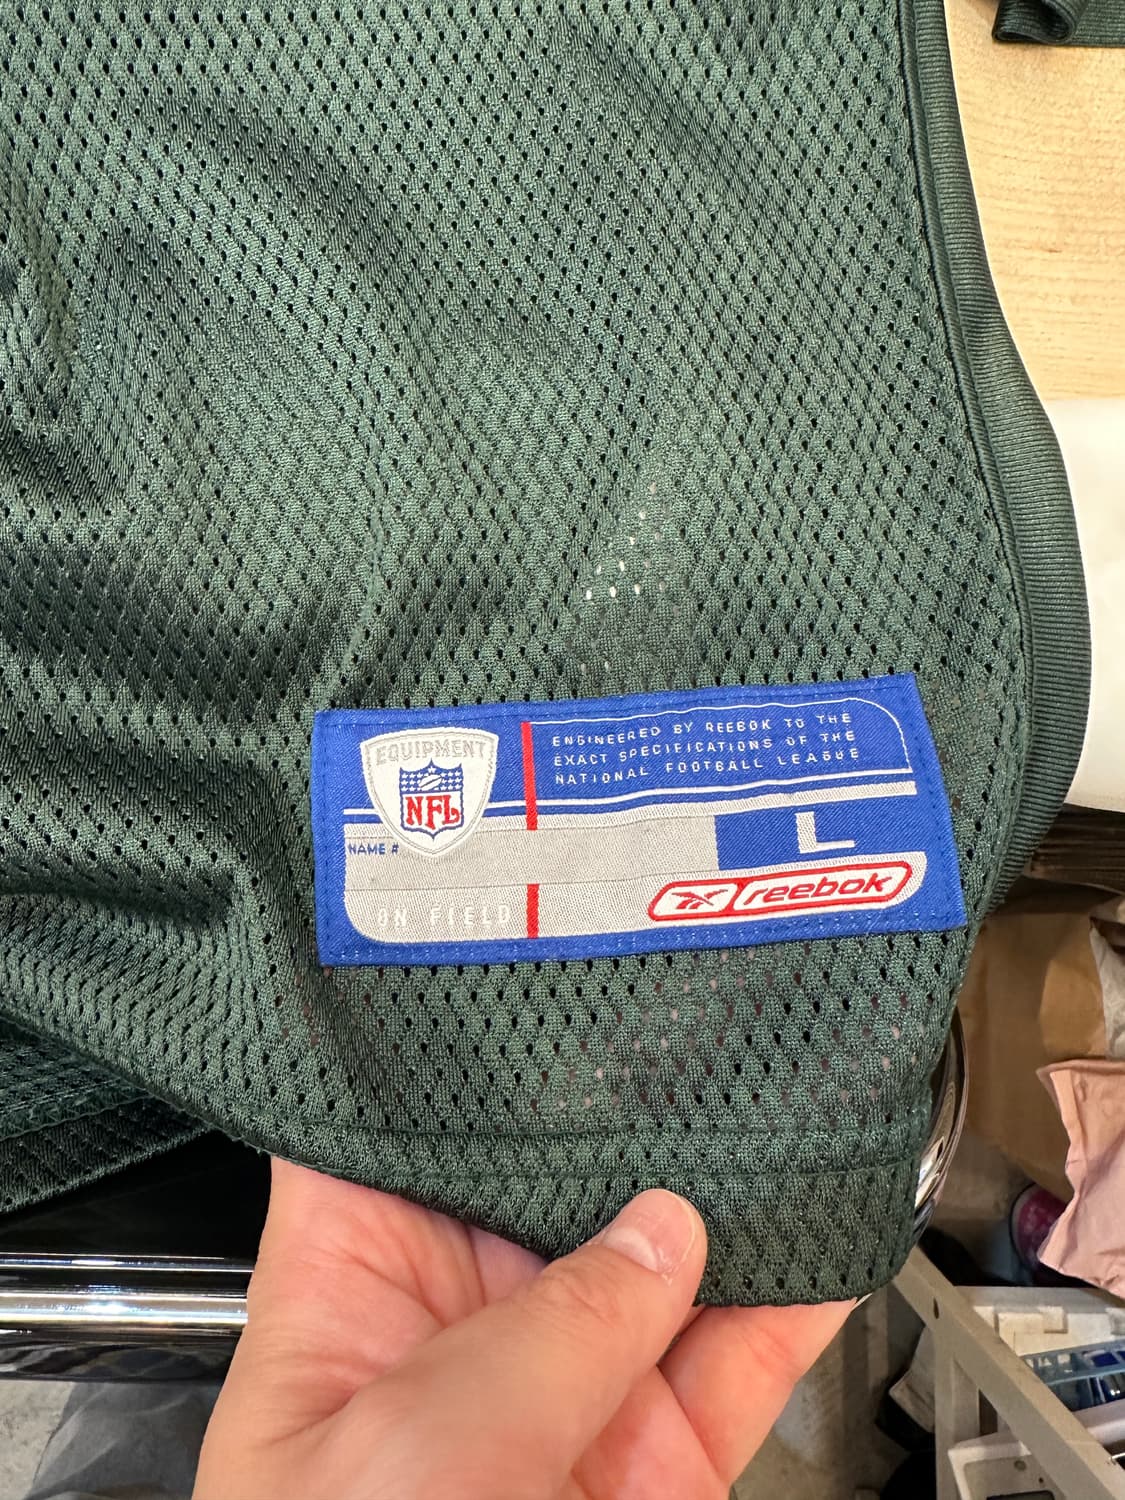 EQUIPMENT
NFL
ENGINEERED BY REEBOK TO THE
EXACT SPECIFICATIONS OF THE
NATIONAL FOOTBALL LEAGUE
NAME #
L
ON FIELD
reebok